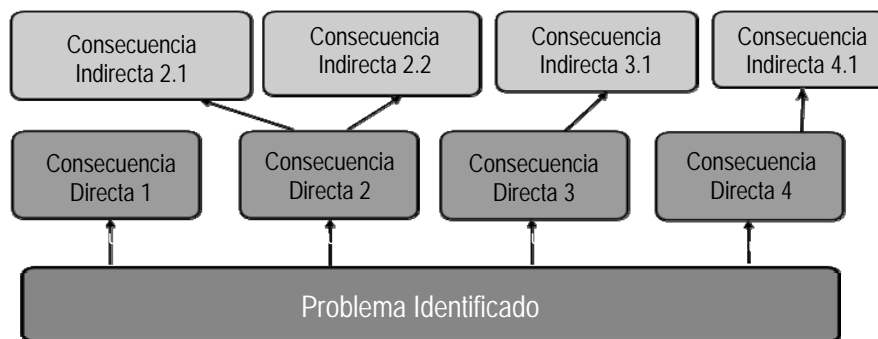 Consecuencia
Indirecta 2.1
Consecuencia
Indirecta 2.2
Consecuencia
Indirecta 3.1
Consecuencia
Indirecta 4.1
Consecuencia
Directa 1
Consecuencia
Directa 2
Consecuencia
Directa 3
Consecuencia
Directa 4
Problema Identificado